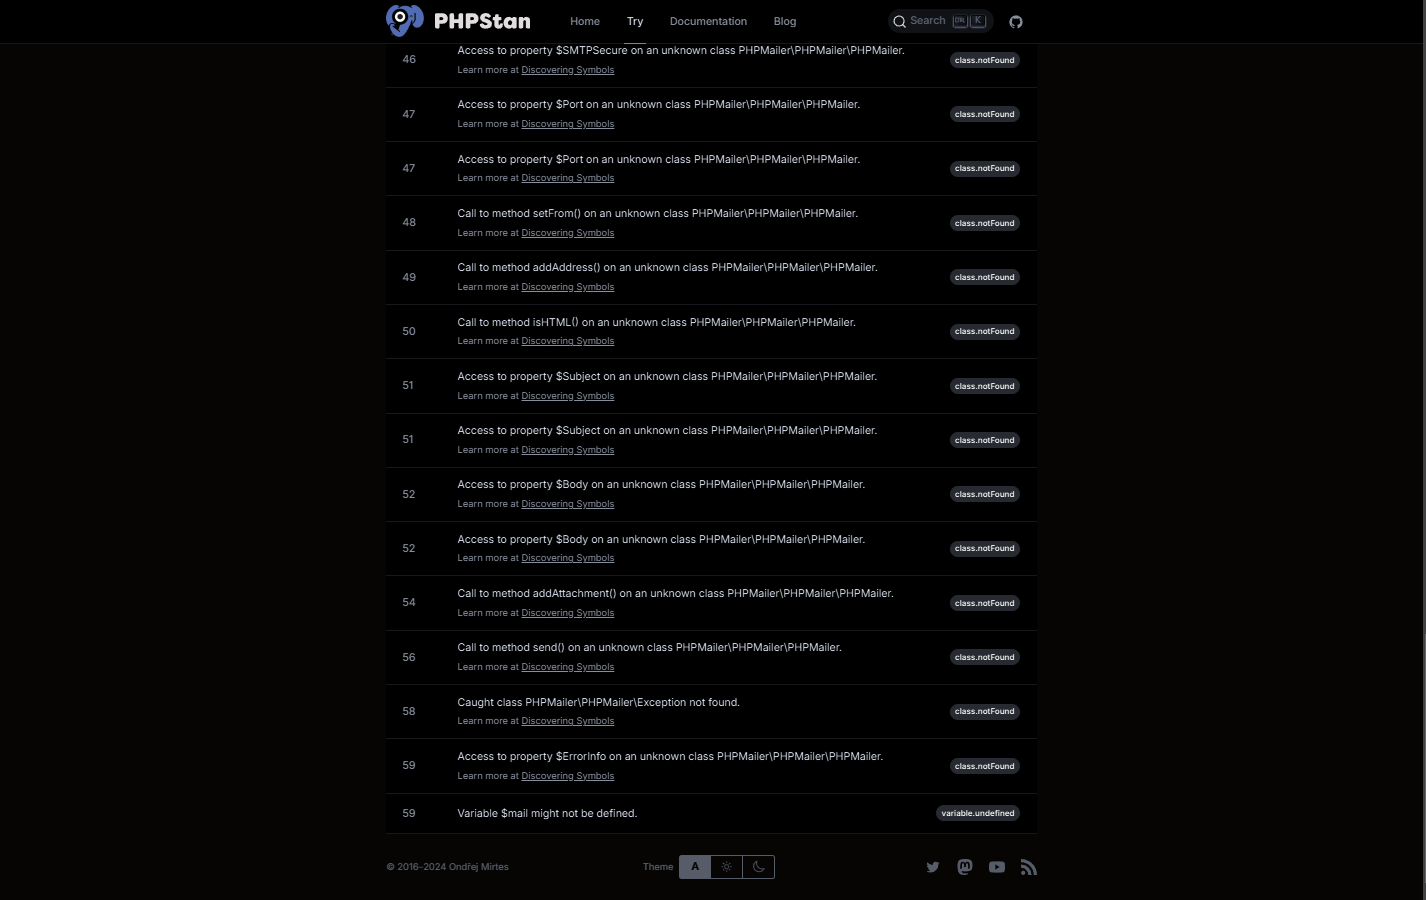 PHPStan Home Try Documentation Blog Search CTRL K
46 Access to property $SMTPSecure on an unknown class PHPMailer\PHPMailer\PHPMailer. class.notFound
Learn more at Discovering Symbols
47 Access to property $Port on an unknown class PHPMailer\PHPMailer\PHPMailer. class.notFound
Learn more at Discovering Symbols
47 Access to property $Port on an unknown class PHPMailer\PHPMailer\PHPMailer. class.notFound
Learn more at Discovering Symbols
48 Call to method setFrom() on an unknown class PHPMailer\PHPMailer\PHPMailer. class.notFound
Learn more at Discovering Symbols
49 Call to method addAddress() on an unknown class PHPMailer\PHPMailer\PHPMailer. class.notFound
Learn more at Discovering Symbols
50 Call to method isHTML() on an unknown class PHPMailer\PHPMailer\PHPMailer. class.notFound
Learn more at Discovering Symbols
51 Access to property $Subject on an unknown class PHPMailer\PHPMailer\PHPMailer. class.notFound
Learn more at Discovering Symbols
51 Access to property $Subject on an unknown class PHPMailer\PHPMailer\PHPMailer. class.notFound
Learn more at Discovering Symbols
52 Access to property $Body on an unknown class PHPMailer\PHPMailer\PHPMailer. class.notFound
Learn more at Discovering Symbols
52 Access to property $Body on an unknown class PHPMailer\PHPMailer\PHPMailer. class.notFound
Learn more at Discovering Symbols
54 Call to method addAttachment() on an unknown class PHPMailer\PHPMailer\PHPMailer. class.notFound
Learn more at Discovering Symbols
56 Call to method send() on an unknown class PHPMailer\PHPMailer\PHPMailer. class.notFound
Learn more at Discovering Symbols
58 Caught class PHPMailer\PHPMailer\Exception not found. class.notFound
Learn more at Discovering Symbols
59 Access to property $ErrorInfo on an unknown class PHPMailer\PHPMailer\PHPMailer. class.notFound
Learn more at Discovering Symbols
59 Variable $mail might not be defined. variable.undefined
© 2016–2024 Ondřej Mirtes Theme A